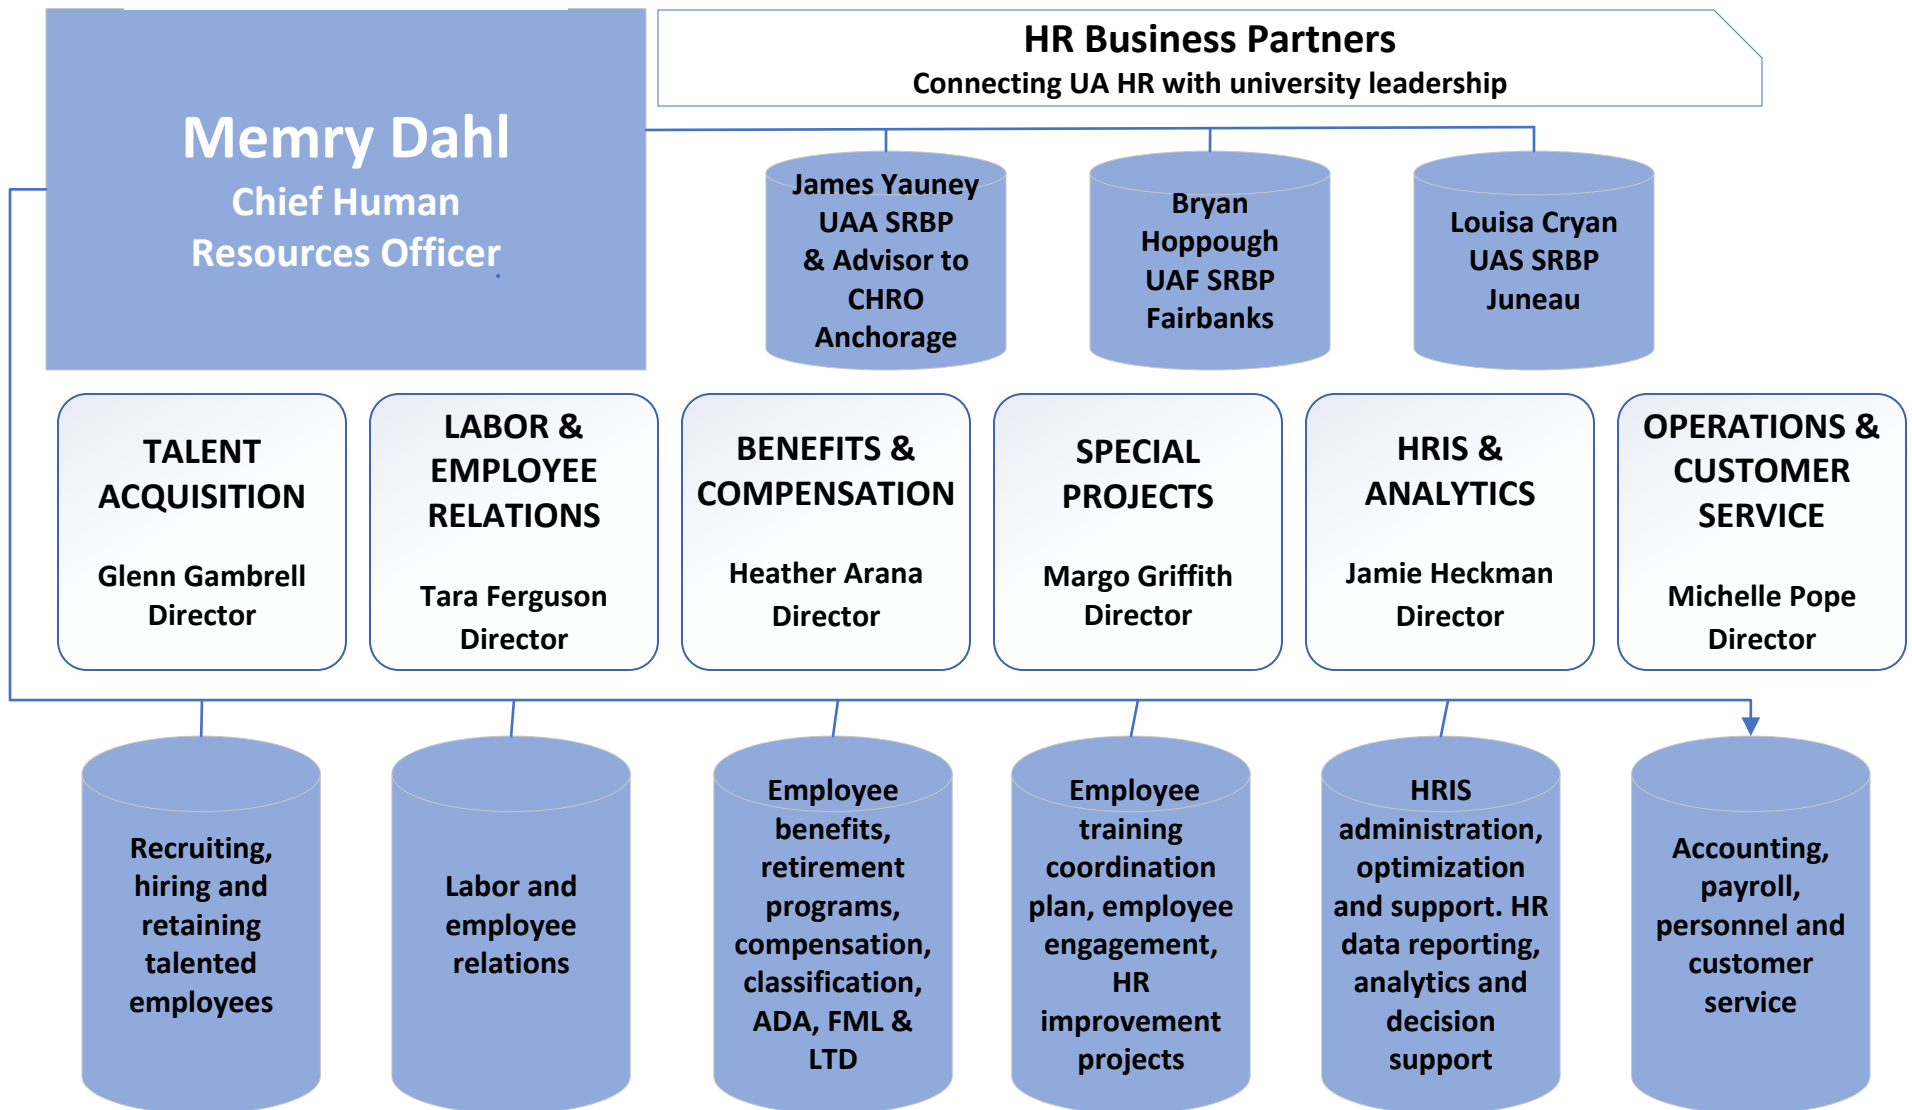 HR Business Partners
Connecting UA HR with university leadership
Memry Dahl
Chief Human
Resources Officer
James Yauney
UAA SRBP
& Advisor to
CHRO
Anchorage
Bryan
Hoppough
UAF SRBP
Fairbanks
Louisa Cryan
UAS SRBP
Juneau
TALENT
ACQUISITION
Glenn Gambrell
Director
LABOR &
EMPLOYEE
RELATIONS
Tara Ferguson
Director
BENEFITS &
COMPENSATION
Heather Arana
Director
SPECIAL
PROJECTS
Margo Griffith
Director
HRIS &
ANALYTICS
Jamie Heckman
Director
OPERATIONS &
CUSTOMER
SERVICE
Michelle Pope
Director
Recruiting,
hiring and
retaining
talented
employees
Labor and
employee
relations
Employee
benefits,
retirement
programs,
compensation,
classification,
ADA, FML &
LTD
Employee
training
coordination
plan, employee
engagement,
HR
improvement
projects
HRIS
administration,
optimization
and support. HR
data reporting,
analytics and
decision
support
Accounting,
payroll,
personnel and
customer
service